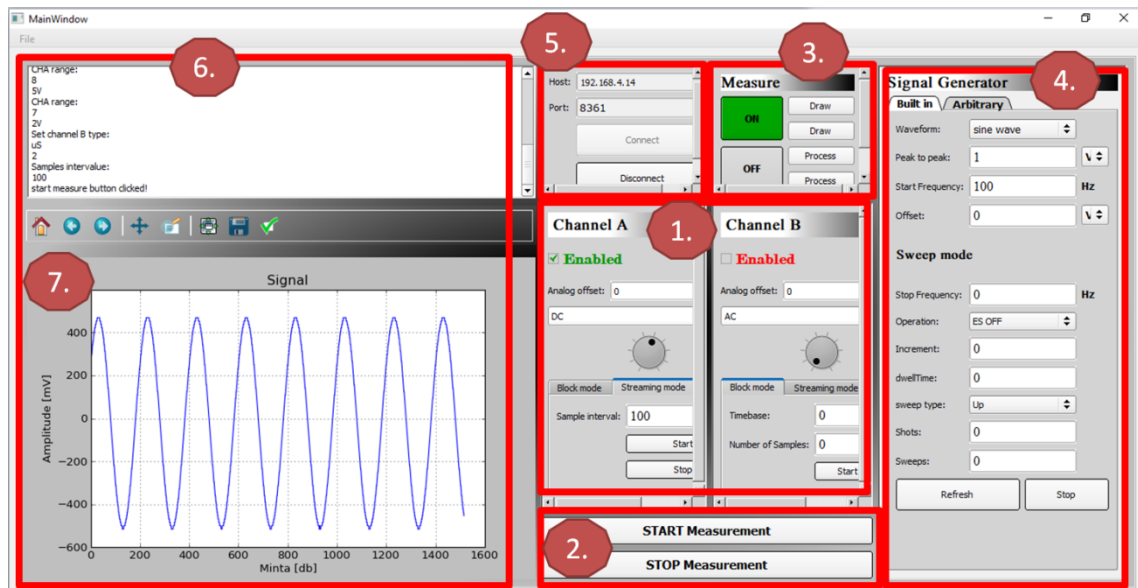 MainWindow
File
6.
CHA range:
8
5V
CHA range:
7
2V
Set channel B type:
uS
2
Samples intervalue:
100
start measure button clicked!
7.
Signal
400
200
0
−200
−400
−600
0 200 400 600 800 1000 1200 1400 1600
Amplitude [mV]
Minta [db]
5.
Host: 192.168.4.14
Port: 8361
Connect
Disconnect
3.
Measure
ON
OFF
Draw
Draw
Process
Process
1.
Channel A
Enabled
Analog offset: 0
DC
Block mode Streaming mode
Sample interval: 100
Start
Stop
Channel B
Enabled
Analog offset: 0
AC
Block mode Streaming mode
Timebase: 0
Number of Samples: 0
Start
2.
START Measurement
STOP Measurement
4.
Signal Generator
Built in Arbitrary
Waveform: sine wave
Peak to peak: 1 V
Start Frequency: 100 Hz
Offset: 0 V
Sweep mode
Stop Frequency: 0 Hz
Operation: ES OFF
Increment: 0
dwellTime: 0
sweep type: Up
Shots: 0
Sweeps: 0
Refresh Stop